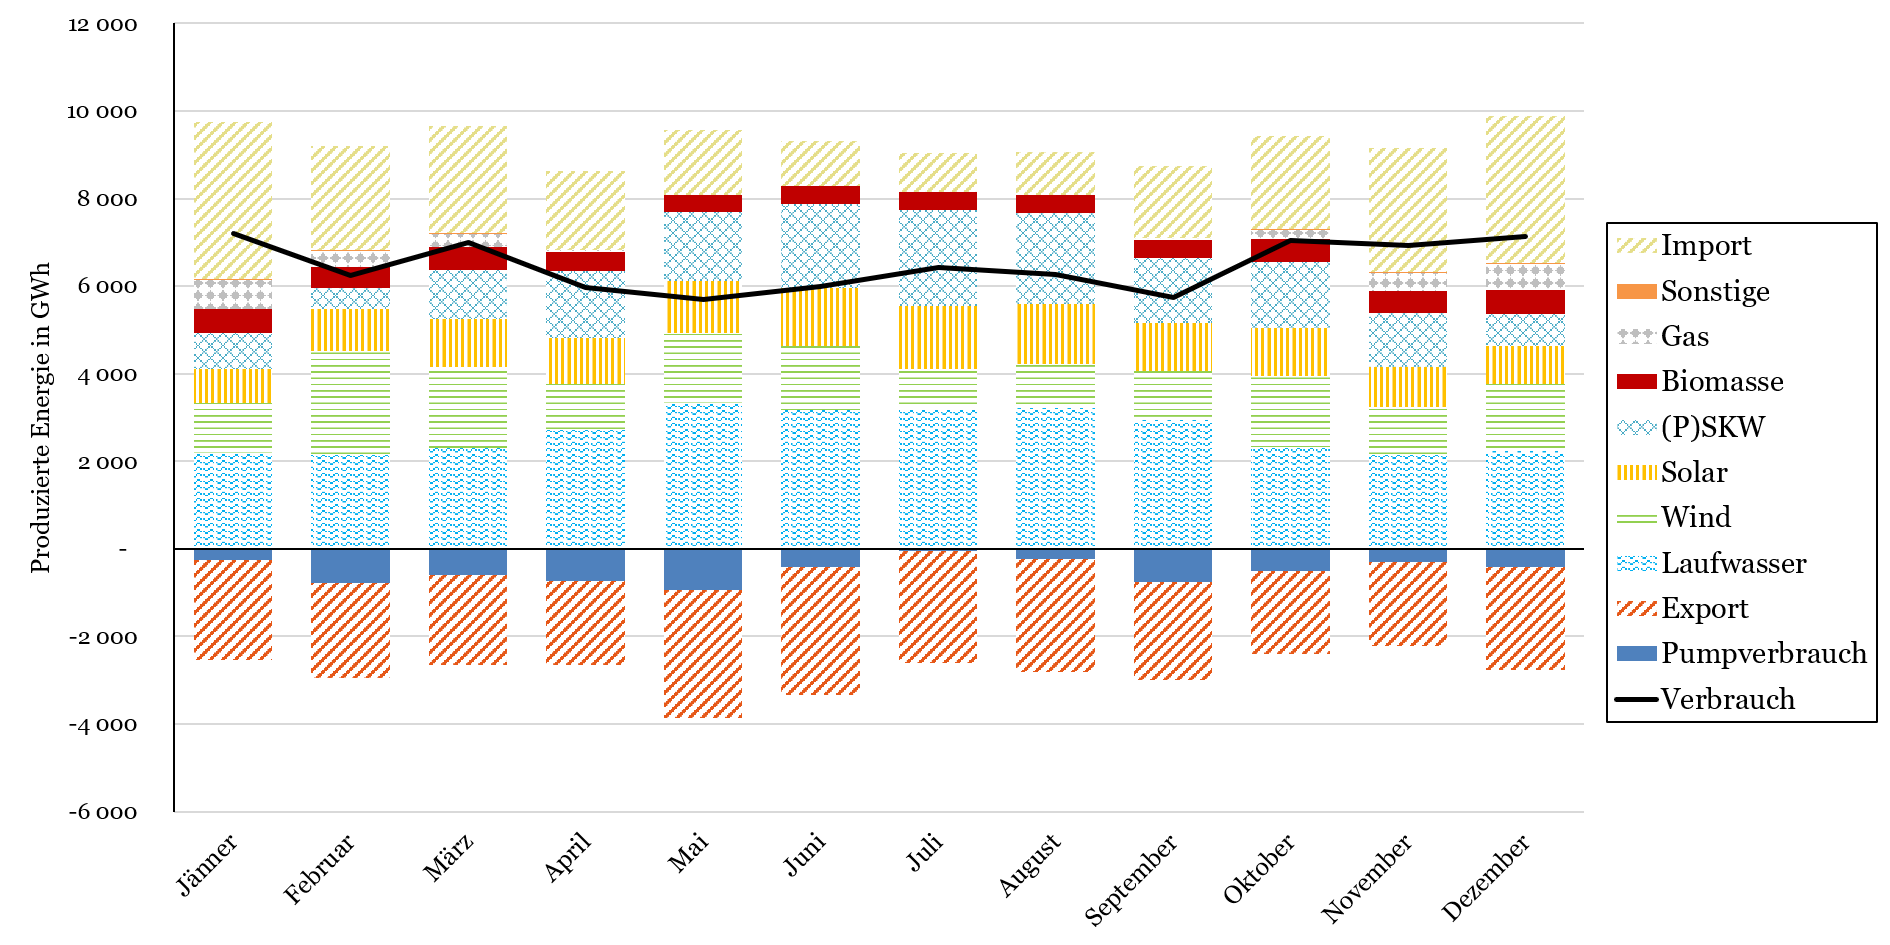 12 000
10 000
8 000
6 000
4 000
2 000
-
-2 000
-4 000
-6 000
Produzierte Energie in GWh
Jänner
Februar
März
April
Mai
Juni
Juli
August
September
Oktober
November
Dezember
Import
Sonstige
Gas
Biomasse
(P)SKW
Solar
Wind
Laufwasser
Export
Pumpverbrauch
Verbrauch